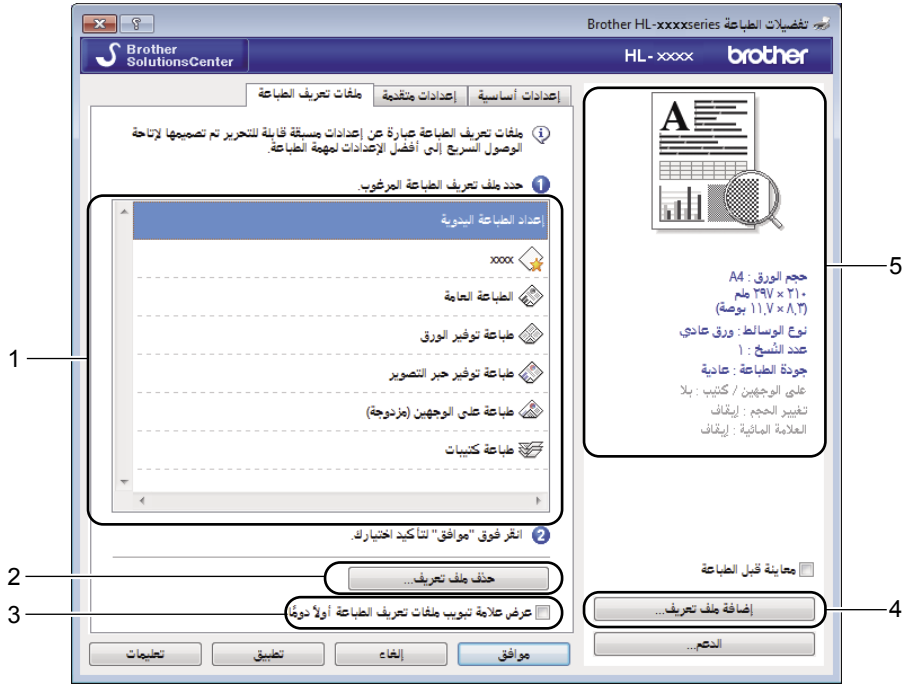 تفضيلات الطباعة Brother HL-xxxxseries
Brother
SolutionsCenter
HL- xxxx
brother
إعدادات أساسية
إعدادات متقدمة
ملفات تعريف الطباعة
ملفات تعريف الطباعة عبارة عن إعدادات مسبقة قابلة للتحرير تم تصميمها لإتاحة
الوصول السريع إلى أفضل الإعدادات لمهمة الطباعة.
1 حدد ملف تعريف الطباعة المرغوب.
إعداد الطباعة اليدوية
xxxx
الطباعة العامة
طباعة توفير الورق
طباعة توفير حبر التصوير
طباعة على الوجهين (مزدوجة)
طباعة كتيبات
2 انقر فوق "موافق" لتأكيد اختيارك.
حذف ملف تعريف...
عرض علامة تبويب ملفات تعريف الطباعة أولاً دومًا
موافق
إلغاء
تطبيق
تعليمات
A
حجم الورق : A4
٢١٠ × ٢٩٧ ملم
(٨,٣ × ١١,٧ بوصة)
نوع الوسائط : ورق عادي
عدد النُسخ : ١
جودة الطباعة : عادية
على الوجهين / كتيب : بلا
تغيير الحجم : إيقاف
العلامة المائية : إيقاف
معاينة قبل الطباعة
إضافة ملف تعريف...
الدعم...
1
2
3
4
5